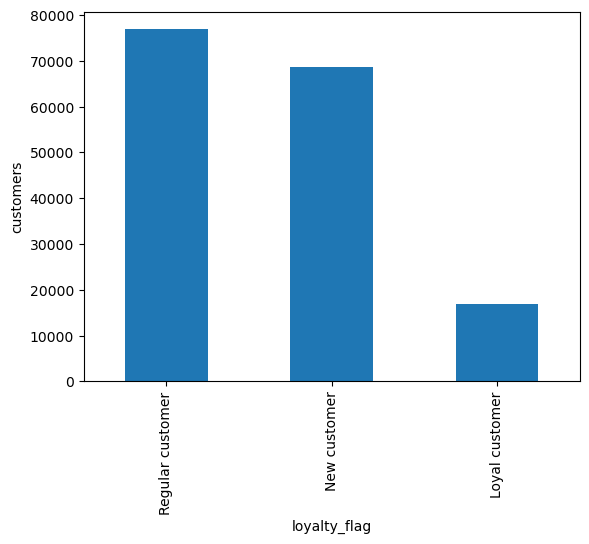 80000
70000
60000
50000
40000
30000
20000
10000
0
customers
Regular customer
New customer
Loyal customer
loyalty_flag